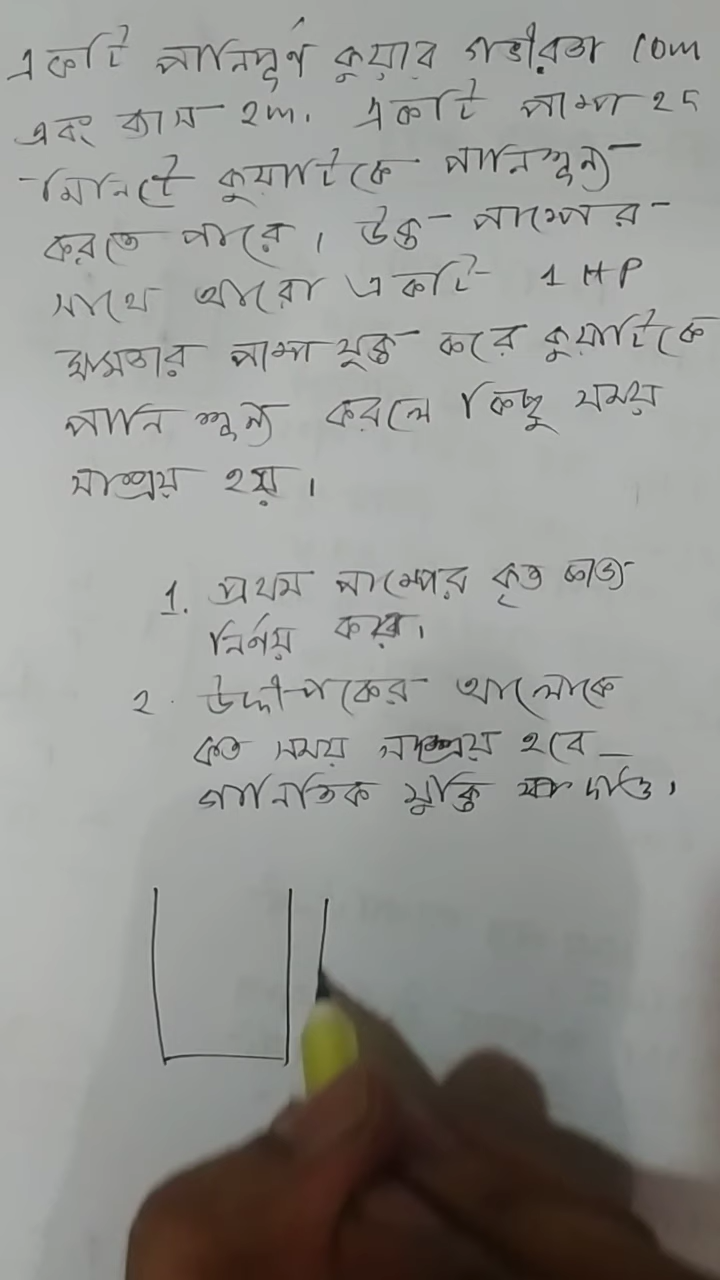 একটি পানিপূর্ণ কুয়ার গভীরতা 10m
এবং ব্যাস 2m. একটি পাম্প 25
মিনিটে কুয়াটিকে পানিশূন্য
করতে পারে। উক্ত পাম্পের
সাথে আরো একটি 1 HP
ক্ষমতার পাম্প যুক্ত করে কুয়াটিকে
পানি শূন্য করলে কিছু সময়
সাশ্রয় হয়।
1. প্রথম পাম্পের কৃত কাজ
নির্ণয় কর।
2. উদ্দীপকের আলোকে
কত সময় সাশ্রয় হবে
গানিতিক যুক্তি দাও।